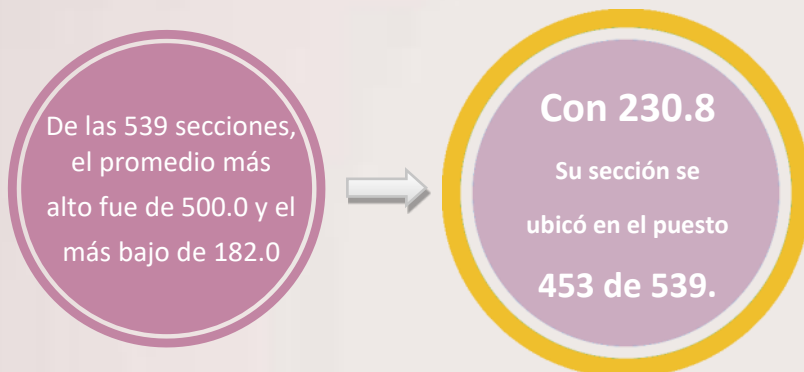 De las 539 secciones,
el promedio más
alto fue de 500.0 y el
más bajo de 182.0
Con 230.8
Su sección se
ubicó en el puesto
453 de 539.